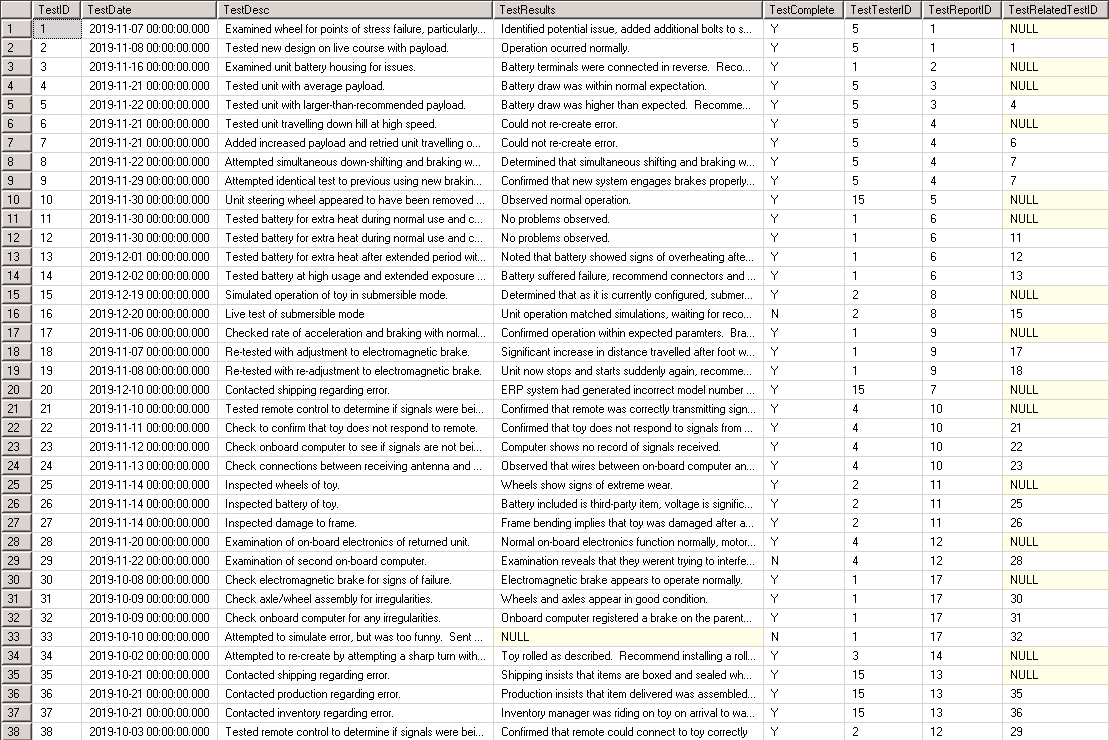 TestID TestDate TestDesc TestResults TestComplete TestTesterID TestReportID TestRelatedTestID
1 1 2019-11-07 00:00:00.000 Examined wheel for points of stress failure, particularly... Identified potential issue, added additional bolts to s... Y 5 1 NULL
2 2 2019-11-08 00:00:00.000 Tested new design on live course with payload. Operation ocurred normally. Y 5 1 1
3 3 2019-11-16 00:00:00.000 Examined unit battery housing for issues. Battery terminals were connected in reverse. Reco... Y 1 2 NULL
4 4 2019-11-21 00:00:00.000 Tested unit with average payload. Battery draw was within normal expectation. Y 5 3 NULL
5 5 2019-11-22 00:00:00.000 Tested unit with larger-than-recommended payload. Battery draw was higher than expected. Recomme... Y 5 3 4
6 6 2019-11-21 00:00:00.000 Tested unit travelling down hill at high speed. Could not re-create error. Y 5 4 NULL
7 7 2019-11-21 00:00:00.000 Added increased payload and retried unit travelling o... Could not re-create error. Y 5 4 6
8 8 2019-11-22 00:00:00.000 Attempted simultaneous down-shifting and braking w... Determined that simultaneous shifting and braking w... Y 5 4 7
9 9 2019-11-29 00:00:00.000 Attempted identical test to previous using new brakin... Confirmed that new system engages brakes properly... Y 5 4 7
10 10 2019-11-30 00:00:00.000 Unit steering wheel appeared to have been removed ... Observed normal operation. Y 15 5 NULL
11 11 2019-11-30 00:00:00.000 Tested battery for extra heat during normal use and c... No problems observed. Y 1 6 NULL
12 12 2019-11-30 00:00:00.000 Tested battery for extra heat during normal use and c... No problems observed. Y 1 6 11
13 13 2019-12-01 00:00:00.000 Tested battery for extra heat after extended period wit... Noted that battery showed signs of overheating afte... Y 1 6 12
14 14 2019-12-02 00:00:00.000 Tested battery at high usage and extended exposure ... Battery suffered failure, recommend connectors and ... Y 1 6 13
15 15 2019-12-19 00:00:00.000 Simulated operation of toy in submersible mode. Determined that as it is currently configured, submer... Y 2 8 NULL
16 16 2019-12-20 00:00:00.000 Live test of submersible mode Unit operation matched simulations, waiting for reco... N 2 8 15
17 17 2019-11-06 00:00:00.000 Checked rate of acceleration and braking with normal... Confirmed operation within expected paramters. Bra... Y 1 9 NULL
18 18 2019-11-07 00:00:00.000 Re-tested with adjustment to electromagnetic brake. Significant increase in distance travelled after foot w... Y 1 9 17
19 19 2019-11-08 00:00:00.000 Re-tested with re-adjustment to electromagnetic brake. Unit now stops and starts suddenly again, recomme... Y 1 9 18
20 20 2019-12-10 00:00:00.000 Contacted shipping regarding error. ERP system had generated incorrect model number ... Y 15 7 NULL
21 21 2019-11-10 00:00:00.000 Tested remote control to determine if signals were bei... Confirmed that remote was correctly transmitting sign... Y 4 10 NULL
22 22 2019-11-11 00:00:00.000 Check to confirm that toy does not respond to remote. Confirmed that toy does not respond to signals from ... Y 4 10 21
23 23 2019-11-12 00:00:00.000 Check onboard computer to see if signals are not bei... Computer shows no record of signals received. Y 4 10 22
24 24 2019-11-13 00:00:00.000 Check connections between receiving antenna and ... Observed that wires between on-board computer an... Y 4 10 23
25 25 2019-11-14 00:00:00.000 Inspected wheels of toy. Wheels show signs of extreme wear. Y 2 11 NULL
26 26 2019-11-14 00:00:00.000 Inspected battery of toy. Battery included is third-party item, voltage is signific... Y 2 11 25
27 27 2019-11-14 00:00:00.000 Inspected damage to frame. Frame bending implies that toy was damaged after a... Y 2 11 26
28 28 2019-11-20 00:00:00.000 Examination of on-board electronics of returned unit. Normal on-board electronics function normally, motor... Y 4 12 NULL
29 29 2019-11-22 00:00:00.000 Examination of second on-board computer. Examination reveals that they werent trying to interfe... N 4 12 28
30 30 2019-10-08 00:00:00.000 Check electromagnetic brake for signs of failure. Electromagnetic brake appears to operate normally. Y 1 17 NULL
31 31 2019-10-09 00:00:00.000 Check axle/wheel assembly for irregularities. Wheels and axles appear in good condition. Y 1 17 30
32 32 2019-10-09 00:00:00.000 Check onboard computer for any irregularities. Onboard computer registered a brake on the parent... Y 1 17 31
33 33 2019-10-10 00:00:00.000 Attempted to simulate error, but was too funny. Sent ... NULL N 1 17 32
34 34 2019-10-02 00:00:00.000 Attempted to re-create by attempting a sharp turn with... Toy rolled as described. Recommend installing a roll... Y 3 14 NULL
35 35 2019-10-21 00:00:00.000 Contacted shipping regarding error. Shipping insists that items are boxed and sealed wh... Y 15 13 NULL
36 36 2019-10-21 00:00:00.000 Contacted production regarding error. Production insists that item delivered was assembled... Y 15 13 35
37 37 2019-10-21 00:00:00.000 Contacted inventory regarding error. Inventory manager was riding on toy on arrival to wa... Y 15 13 36
38 38 2019-10-03 00:00:00.000 Tested remote control to determine if signals were bei... Confirmed that remote could connect to toy correctly Y 2 12 29